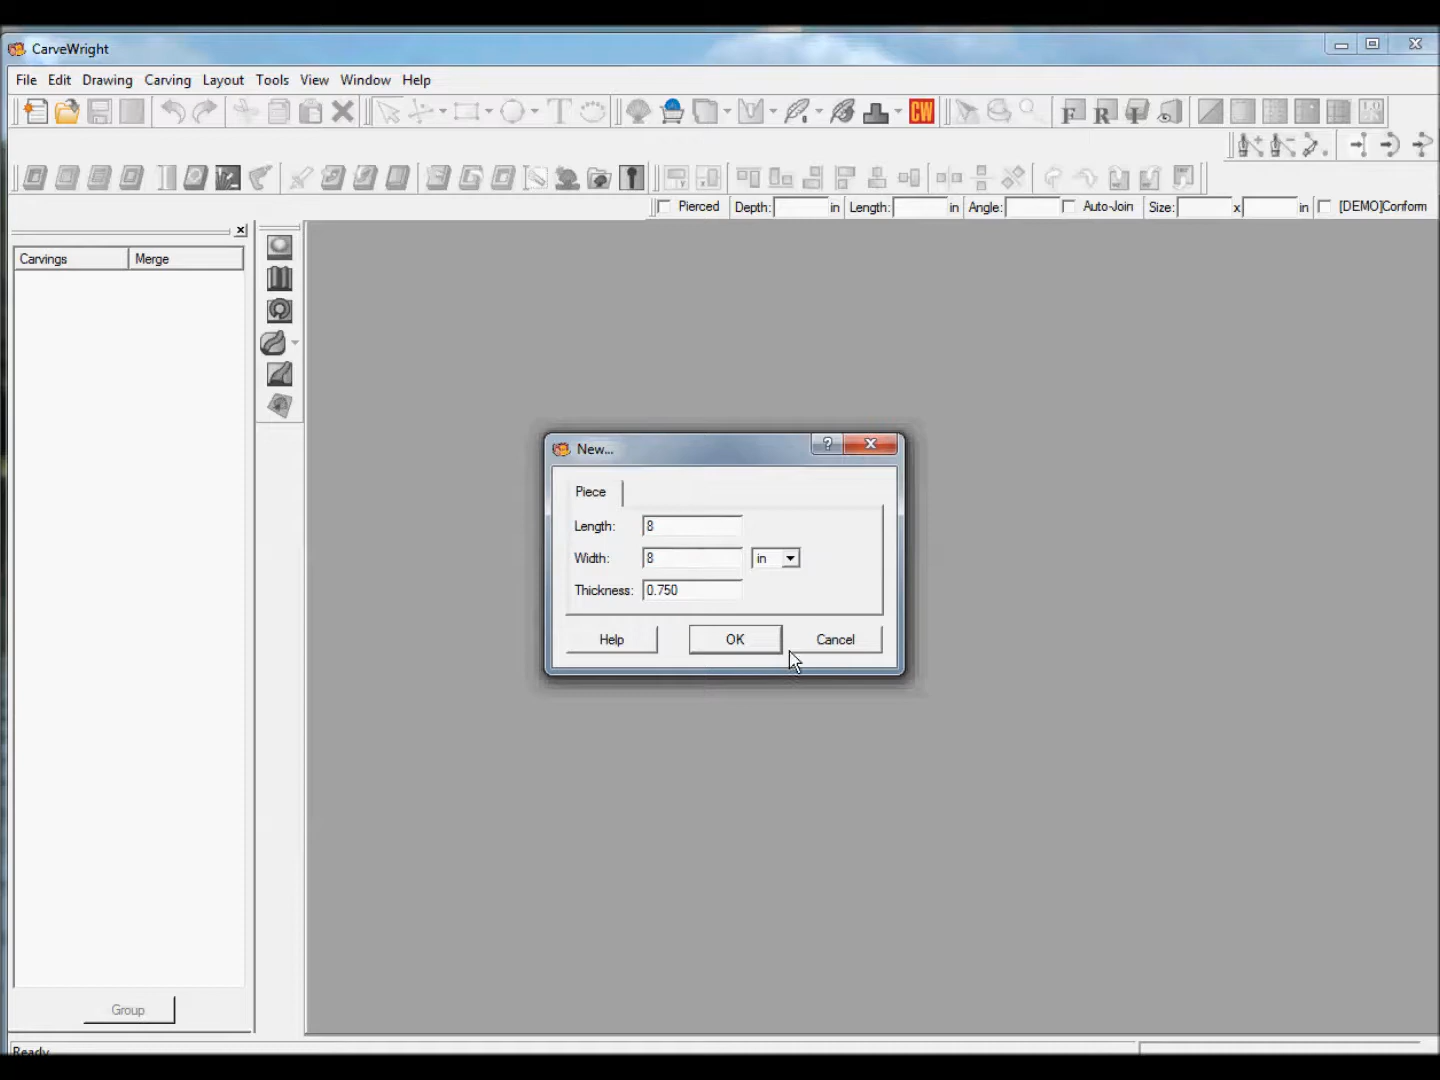 CarveWright
File Edit Drawing Carving Layout Tools View Window Help
CW F R
Pierced Depth: in Length: in Angle: Auto-Join Size: x in [DEMO]Conform
Carvings Merge
New...
?
Piece
Length: 8
Width: 8 in
Thickness: 0.750
Help OK Cancel
Group
Ready